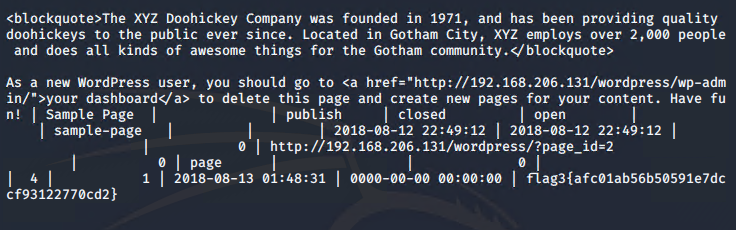 <blockquote>The XYZ Doohickey Company was founded in 1971, and has been providing quality
doohickeys to the public ever since. Located in Gotham City, XYZ employs over 2,000 people
and does all kinds of awesome things for the Gotham community.</blockquote>
As a new WordPress user, you should go to <a href="http://192.168.206.131/wordpress/wp-adm
in/">your dashboard</a> to delete this page and create new pages for your content. Have fu
n! | Sample Page | | publish | closed | open |
| sample-page | | | 2018-08-12 22:49:12 | 2018-08-12 22:49:12 |
| 0 | http://192.168.206.131/wordpress/?page_id=2
| 0 | page | | 0 |
| 4 | 1 | 2018-08-13 01:48:31 | 0000-00-00 00:00:00 | flag3{afc01ab56b50591e7dc
cf93122770cd2}